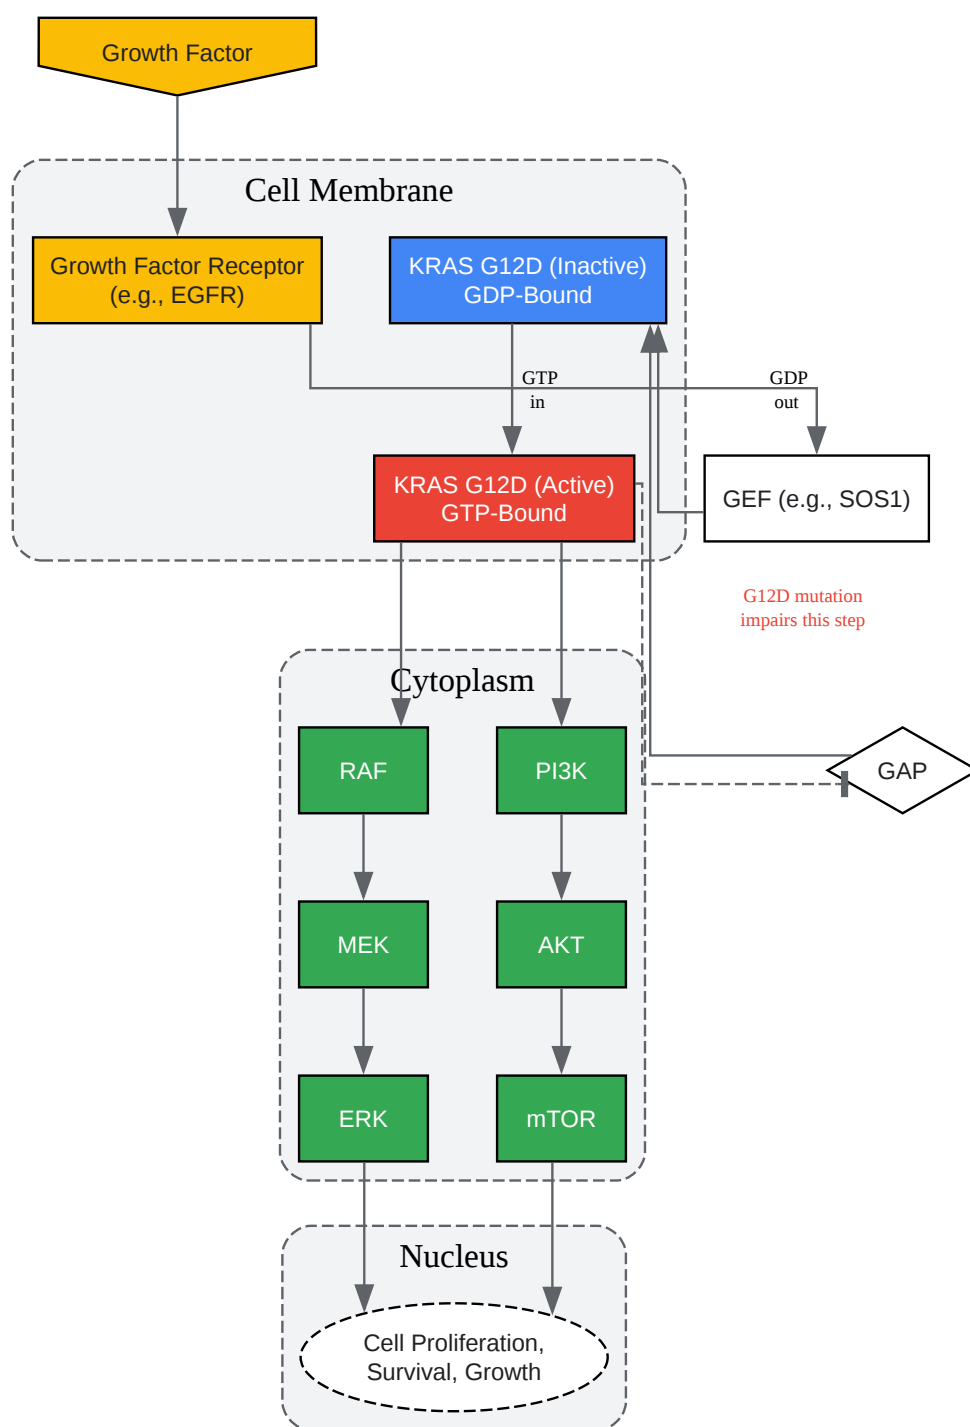 Growth Factor
Cell Membrane
Growth Factor Receptor
(e.g., EGFR)
KRAS G12D (Inactive)
GDP-Bound
GTP
in
GDP
out
KRAS G12D (Active)
GTP-Bound
GEF (e.g., SOS1)
G12D mutation
impairs this step
Cytoplasm
RAF
PI3K
GAP
MEK
AKT
ERK
mTOR
Nucleus
Cell Proliferation,
Survival, Growth